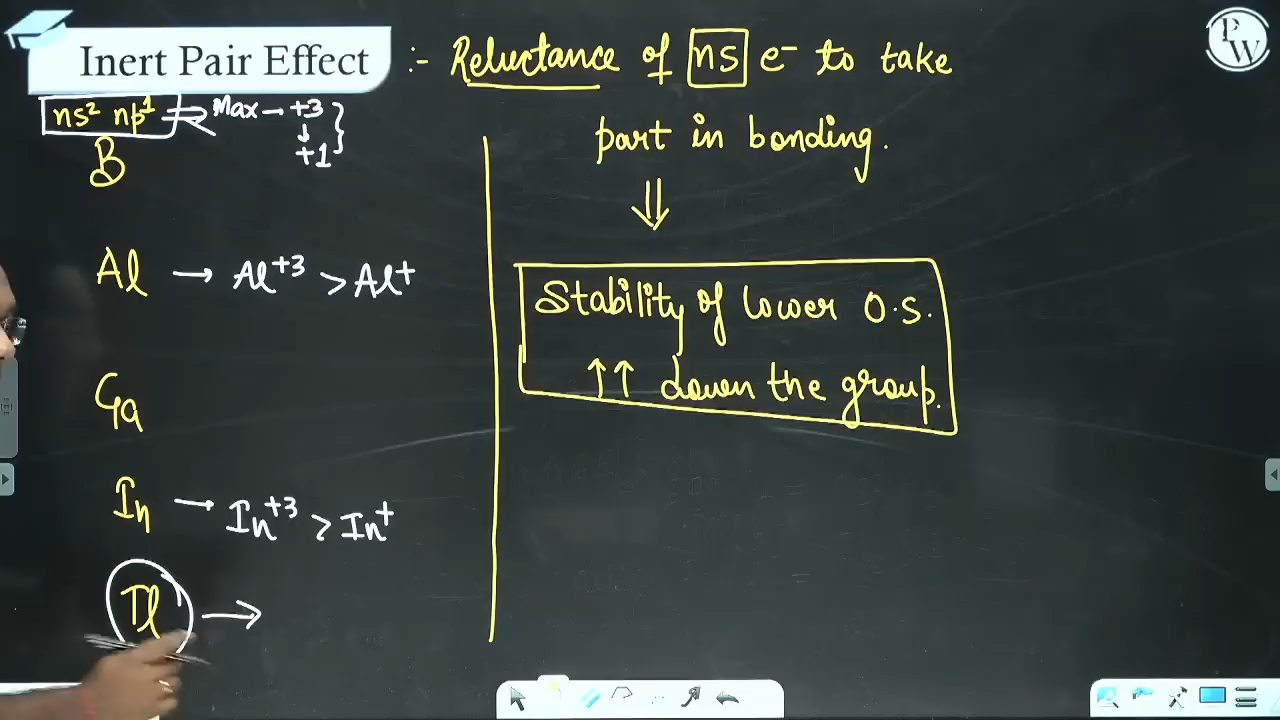 Inert Pair Effect :- Reluctance of ns e⁻ to take
part in bonding.
⇓
Stability of lower O.S.
↑↑ down the group.
ns² np¹ ⇒ Max → +3
↓
+1
B
Al → Al⁺³ > Al⁺
Ga
In → In⁺³ > In⁺
Tl →
PW